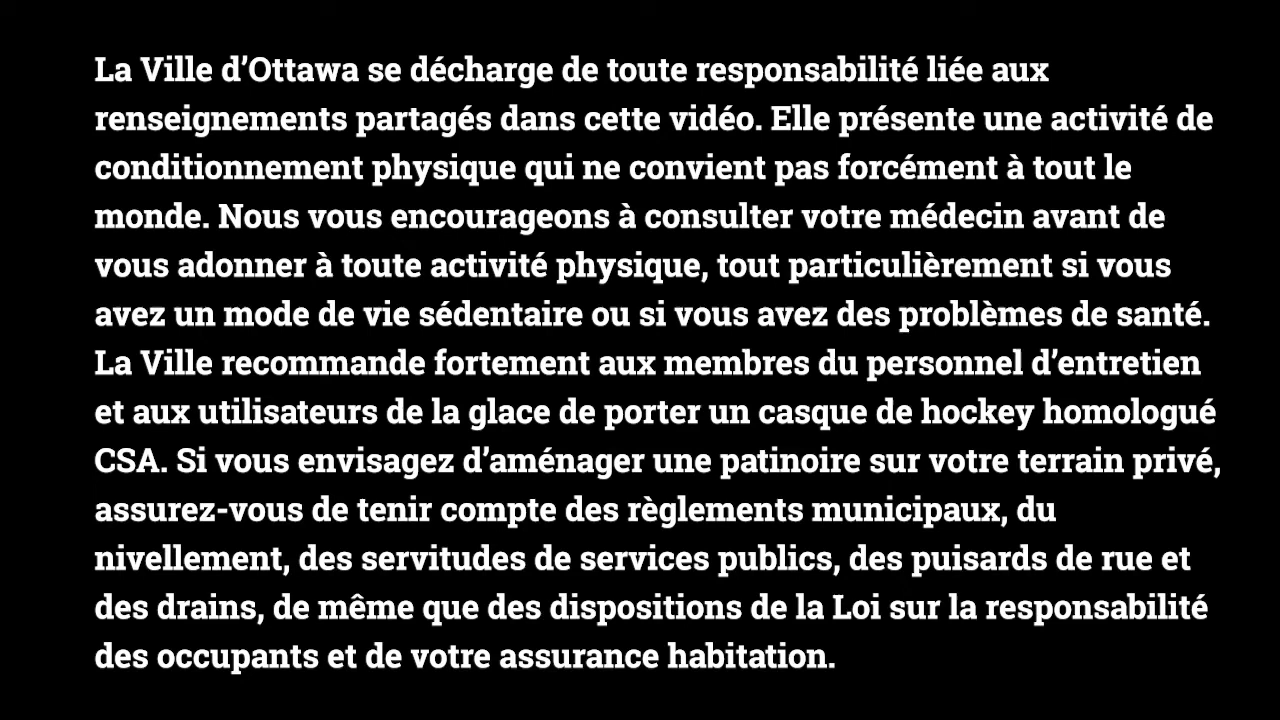 La Ville d’Ottawa se décharge de toute responsabilité liée aux
renseignements partagés dans cette vidéo. Elle présente une activité de
conditionnement physique qui ne convient pas forcément à tout le
monde. Nous vous encourageons à consulter votre médecin avant de
vous adonner à toute activité physique, tout particulièrement si vous
avez un mode de vie sédentaire ou si vous avez des problèmes de santé.
La Ville recommande fortement aux membres du personnel d’entretien
et aux utilisateurs de la glace de porter un casque de hockey homologué
CSA. Si vous envisagez d’aménager une patinoire sur votre terrain privé,
assurez-vous de tenir compte des règlements municipaux, du
nivellement, des servitudes de services publics, des puisards de rue et
des drains, de même que des dispositions de la Loi sur la responsabilité
des occupants et de votre assurance habitation.